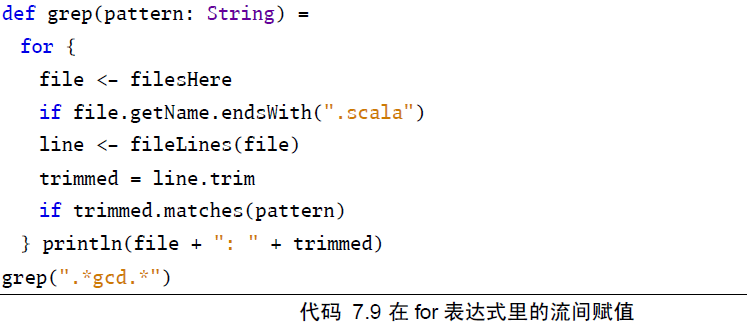 def grep(pattern: String) =
  for {
    file <- filesHere
    if file.getName.endsWith(".scala")
    line <- fileLines(file)
    trimmed = line.trim
    if trimmed.matches(pattern)
  } println(file + ": " + trimmed)
grep(".*gcd.*")
代码 7.9 在 for 表达式里的流间赋值